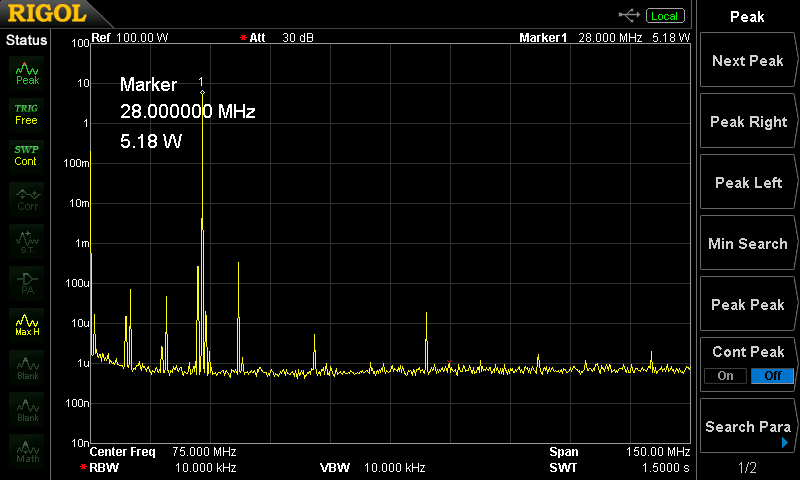 RIGOL
Local
Peak
Status
Ref 100.00 W
* Att 30 dB
Marker1 28.000 MHz 5.18 W
Peak
TRIG
Free
SWP
Cont
Corr
S.T.
PA
Max H
Blank
Blank
Math
100
10
1
100m
10m
1m
100u
10u
1u
100n
10n
1
Marker
28.000000 MHz
5.18 W
Center Freq 75.000 MHz
Span 150.00 MHz
* RBW 10.000 kHz
VBW 10.000 kHz
SWT 1.5000 s
Next Peak
Peak Right
Peak Left
Min Search
Peak Peak
Cont Peak
On Off
Search Para
1/2